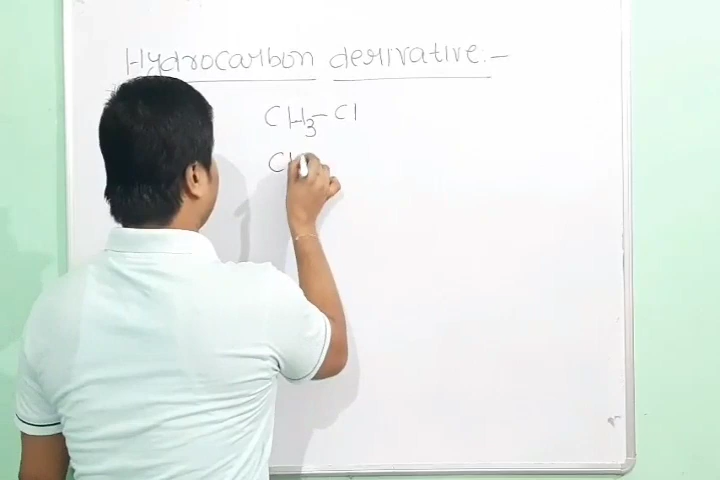 Hydrocarbon derivative:-
CH₃-Cl
CH